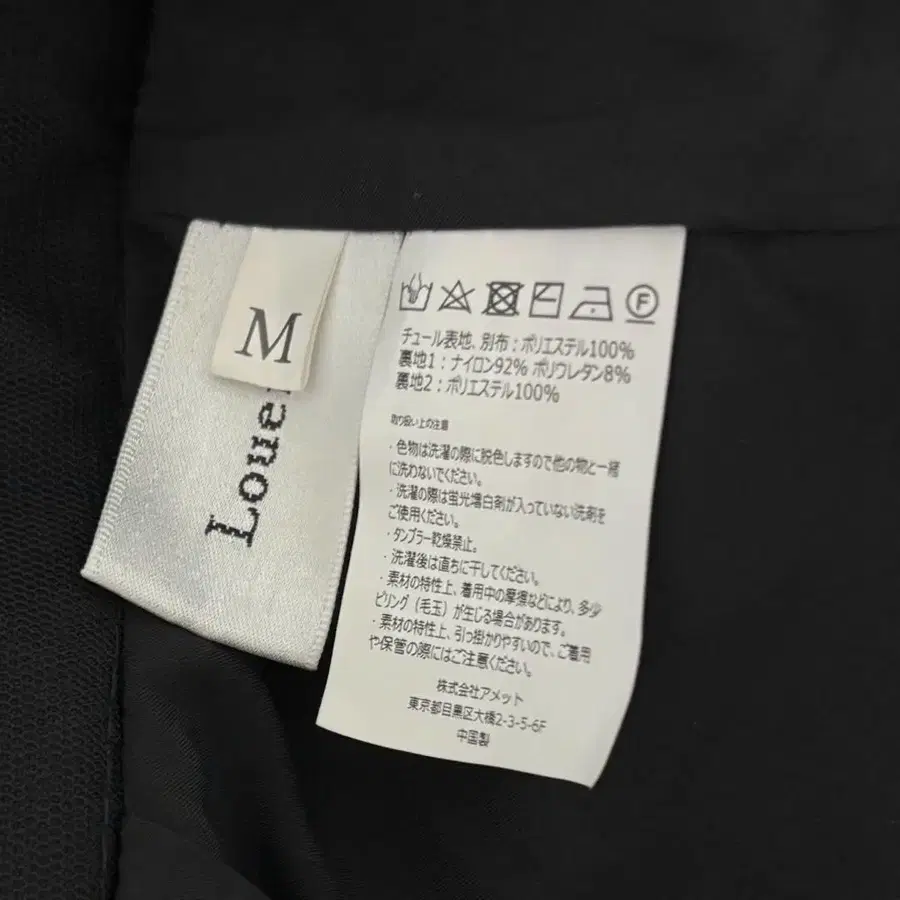 M
Loue
F
チュール表地、別布：ポリエステル100%
裏地1：ナイロン92% ポリウレタン8%
裏地2：ポリエステル100%
取り扱い上の注意
・色物は洗濯の際に脱色しますので他の物と一緒
に洗わないでください。
・洗濯の際は蛍光増白剤が入っていない洗剤を
ご使用ください。
・タンブラー乾燥禁止。
・洗濯後は直ちに干してください。
・素材の特性上、着用中の摩擦などにより、多少
ピリング（毛玉）が生じる場合があります。
・素材の特性上、引っ掛かりやすいので、ご着用
や保管の際にはご注意ください。
株式会社アメット
東京都目黒区大橋2-3-5-6F
中国製